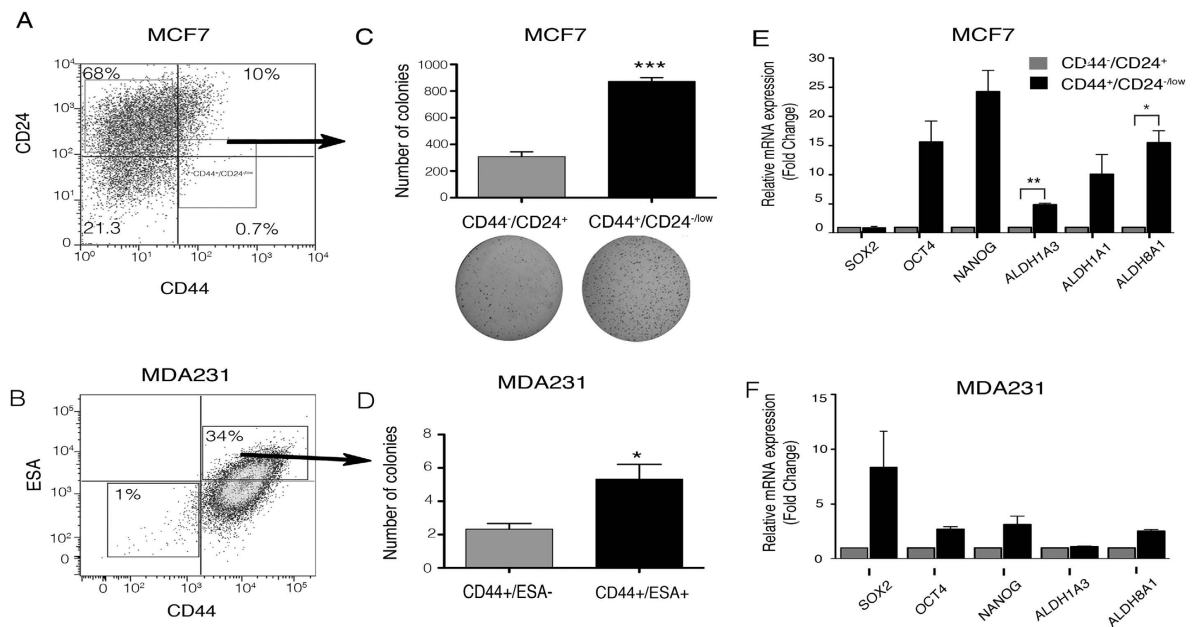 A
MCF7
68%
10%
CD24
10⁴
10³
10²
10¹
0
CD44⁺/CD24⁻/low
21.3
0.7%
10⁰ 10¹ 10² 10³ 10⁴
CD44
C
MCF7
Number of colonies
1000
800
600
400
200
0
***
CD44⁻/CD24⁺
CD44⁺/CD24⁻/low
E
MCF7
CD44⁻/CD24⁺
CD44⁺/CD24⁻/low
Relative mRNA expression
(Fold Change)
30
25
20
15
10
5
0
**
*
SOX2
OCT4
NANOG
ALDH1A3
ALDH1A1
ALDH8A1
B
MDA231
ESA
10⁵
10⁴
10³
10²
0
34%
1%
0 10² 10³ 10⁴ 10⁵
CD44
D
MDA231
Number of colonies
8
6
4
2
0
*
CD44+/ESA-
CD44+/ESA+
F
MDA231
Relative mRNA expression
(Fold Change)
15
10
5
0
SOX2
OCT4
NANOG
ALDH1A3
ALDH8A1